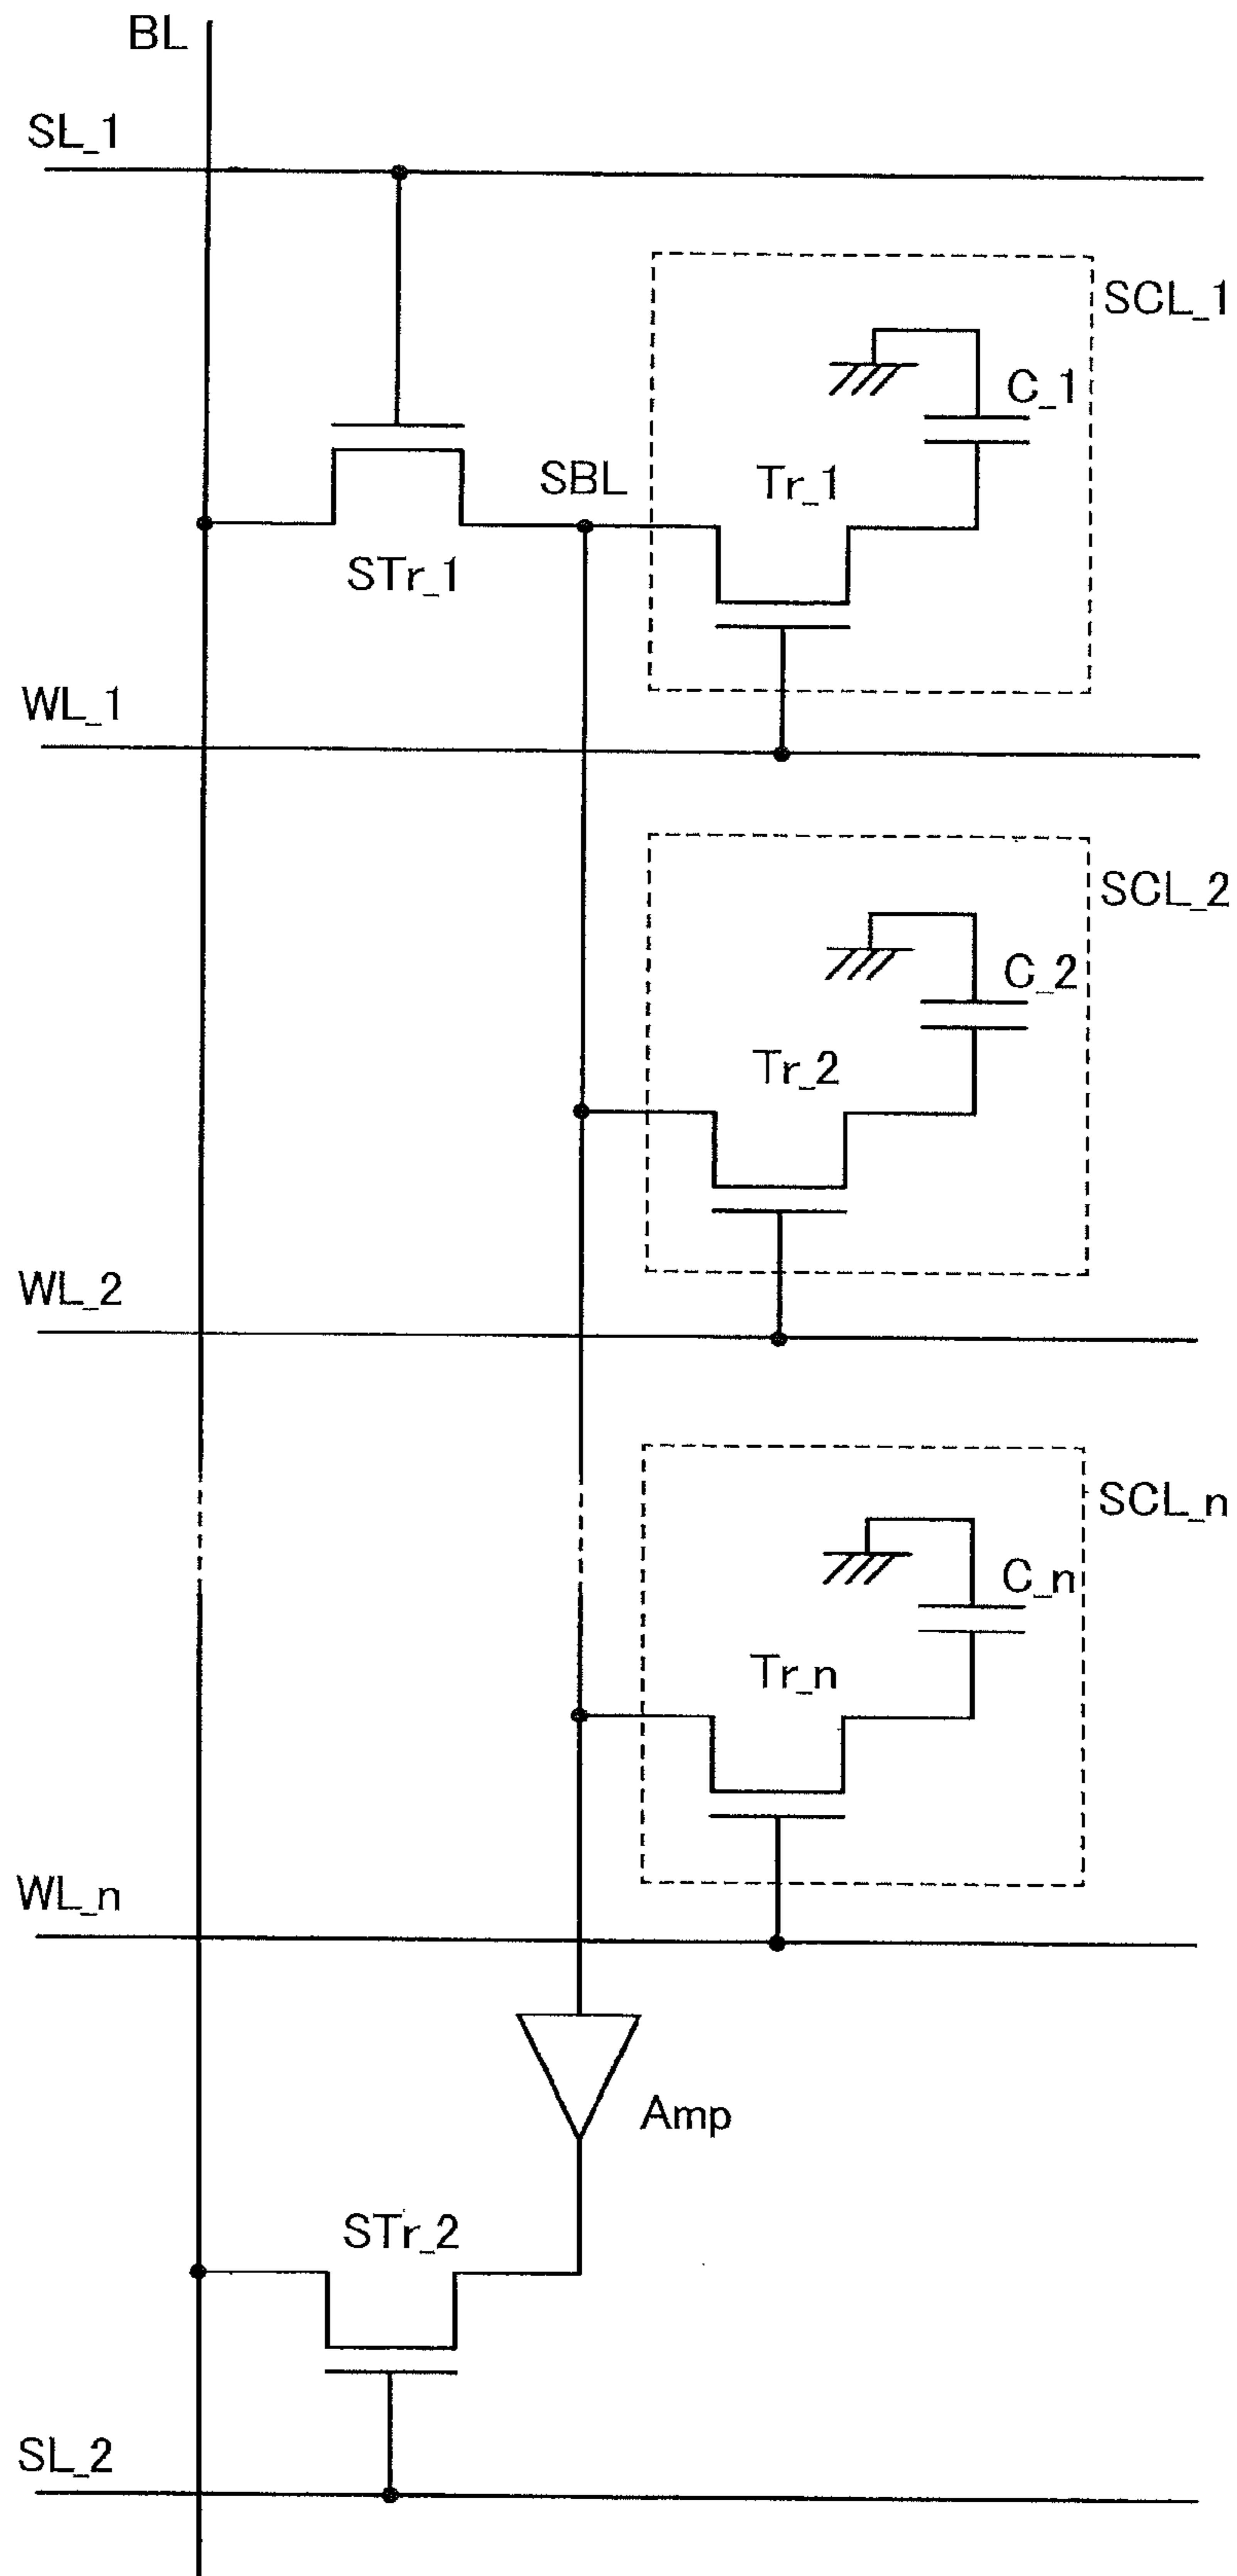 BL
SL_1
SCL_1
C_1
SBL
Tr_1
STr_1
WL_1
SCL_2
C_2
Tr_2
WL_2
SCL_n
C_n
Tr_n
WL_n
Amp
STr_2
SL_2